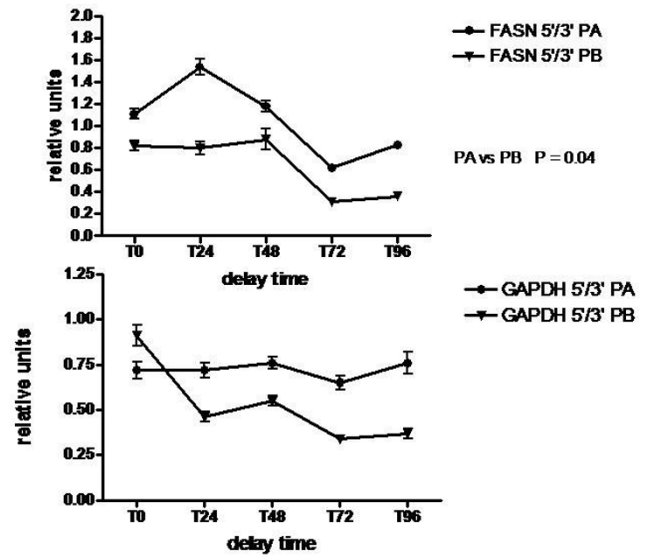 2.0
1.8
1.6
1.4
1.2
1.0
0.8
0.6
0.4
0.2
0.0
relative units
T0 T24 T48 T72 T96
delay time
FASN 5'/3' PA
FASN 5'/3' PB
PA vs PB P = 0.04
1.25
1.00
0.75
0.50
0.25
0.00
relative units
T0 T24 T48 T72 T96
delay time
GAPDH 5'/3' PA
GAPDH 5'/3' PB